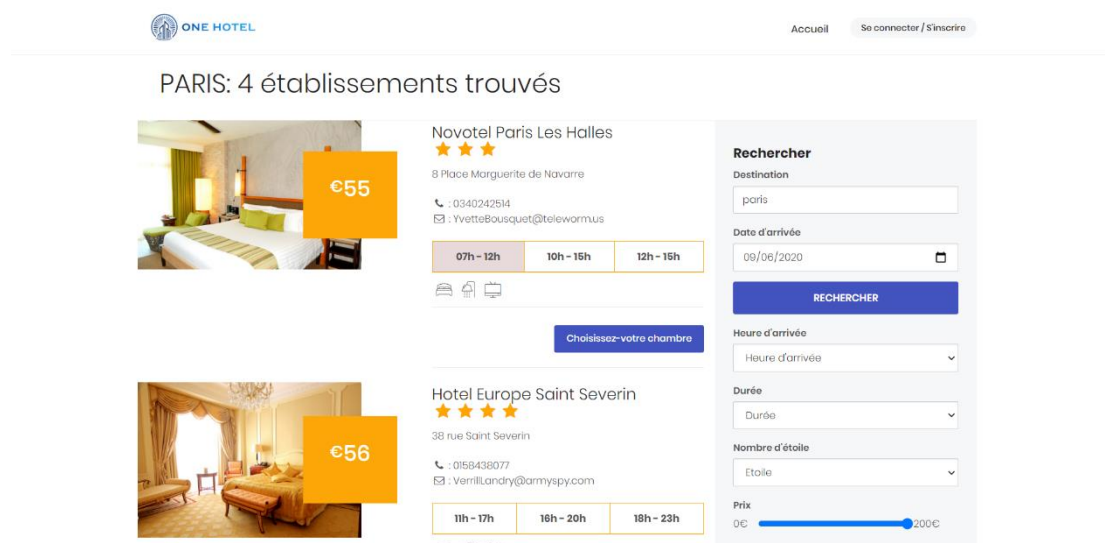 ONE HOTEL
Accueil
Se connecter / S'inscrire
PARIS: 4 établissements trouvés
€55
Novotel Paris Les Halles
8 Place Marguerite de Navarre
: 0340242514
: YvetteBousquet@teleworm.us
07h - 12h
10h - 15h
12h - 15h
Choisissez-votre chambre
€56
Hotel Europe Saint Severin
38 rue Saint Severin
: 0158438077
: VerrillLandry@armyspy.com
11h - 17h
16h - 20h
18h - 23h
Rechercher
Destination
paris
Date d'arrivée
09/06/2020
RECHERCHER
Heure d'arrivée
Heure d'arrivée
Durée
Durée
Nombre d'étoile
Etoile
Prix
0€
200€